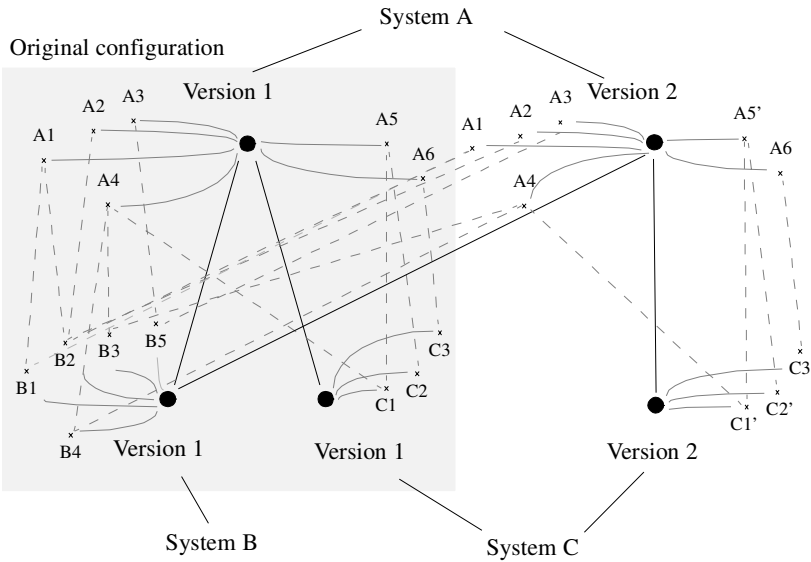 System A
Original configuration
Version 1
Version 2
A1
A2
A3
A4
A5
A6
A1
A2
A3
A4
A5’
A6
B1
B2
B3
B4
B5
C1
C2
C3
C1’
C2’
C3
Version 1
Version 1
Version 2
System B
System C